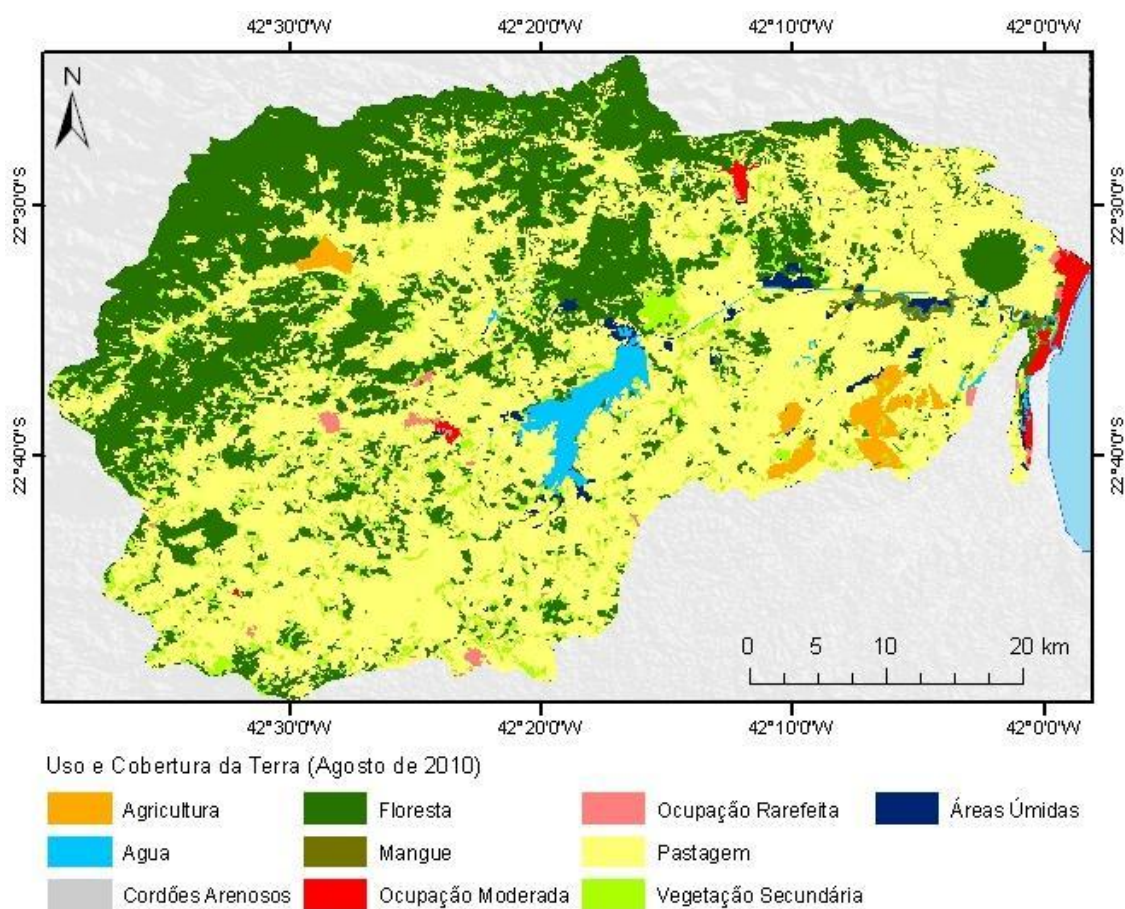 42°30'0"W 42°20'0"W 42°10'0"W 42°0'0"W
N
22°30'0"S 22°30'0"S
22°40'0"S 22°40'0"S
0 5 10 20 km
42°30'0"W 42°20'0"W 42°10'0"W 42°0'0"W
Uso e Cobertura da Terra (Agosto de 2010)
Agricultura Floresta Ocupação Rarefeita Áreas Úmidas
Agua Mangue Pastagem
Cordões Arenosos Ocupação Moderada Vegetação Secundária